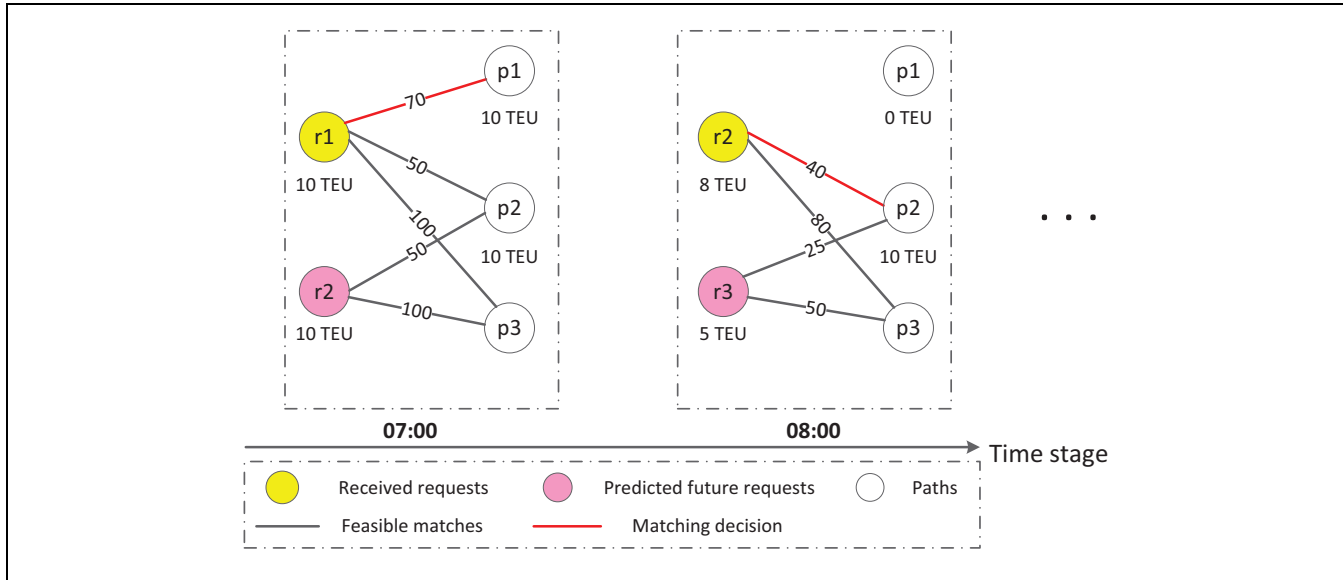 p1
70
10 TEU
r1
10 TEU
50
p2
100
50
10 TEU
r2
100
p3
10 TEU
p1
0 TEU
r2
8 TEU
40
p2
80
25
10 TEU
r3
50
p3
5 TEU
. . .
07:00
08:00
Time stage
Received requests
Predicted future requests
Paths
Feasible matches
Matching decision